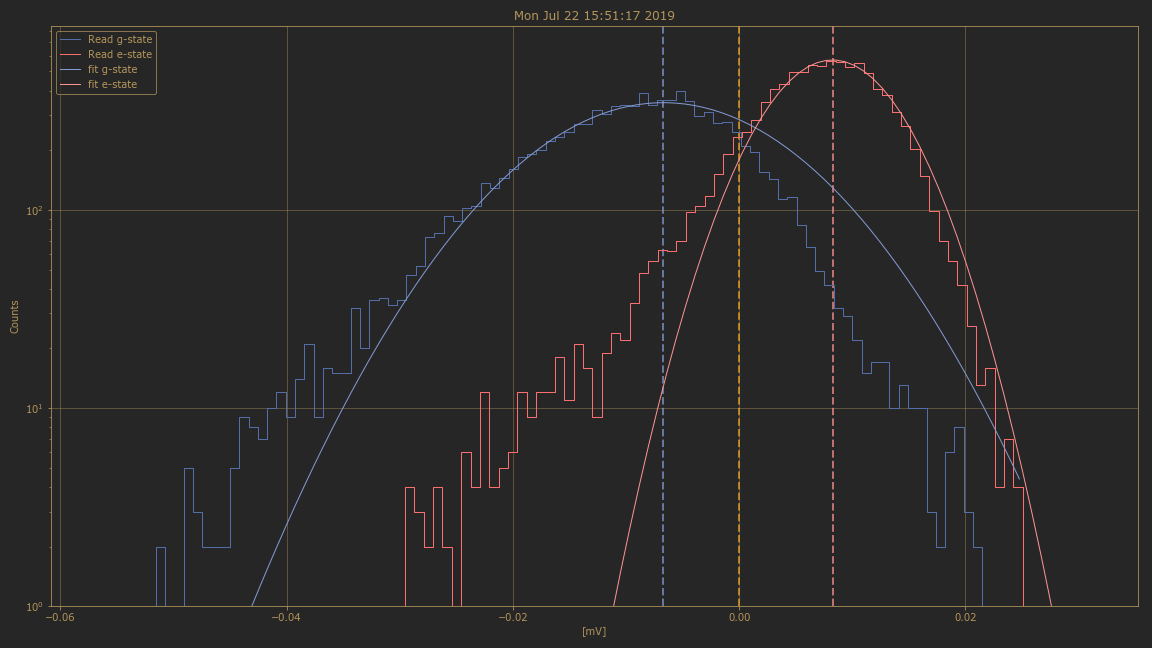 Mon Jul 22 15:51:17 2019
Read g-state
Read e-state
fit g-state
fit e-state
Counts
10²
10¹
10⁰
−0.06
−0.04
−0.02
0.00
0.02
[mV]